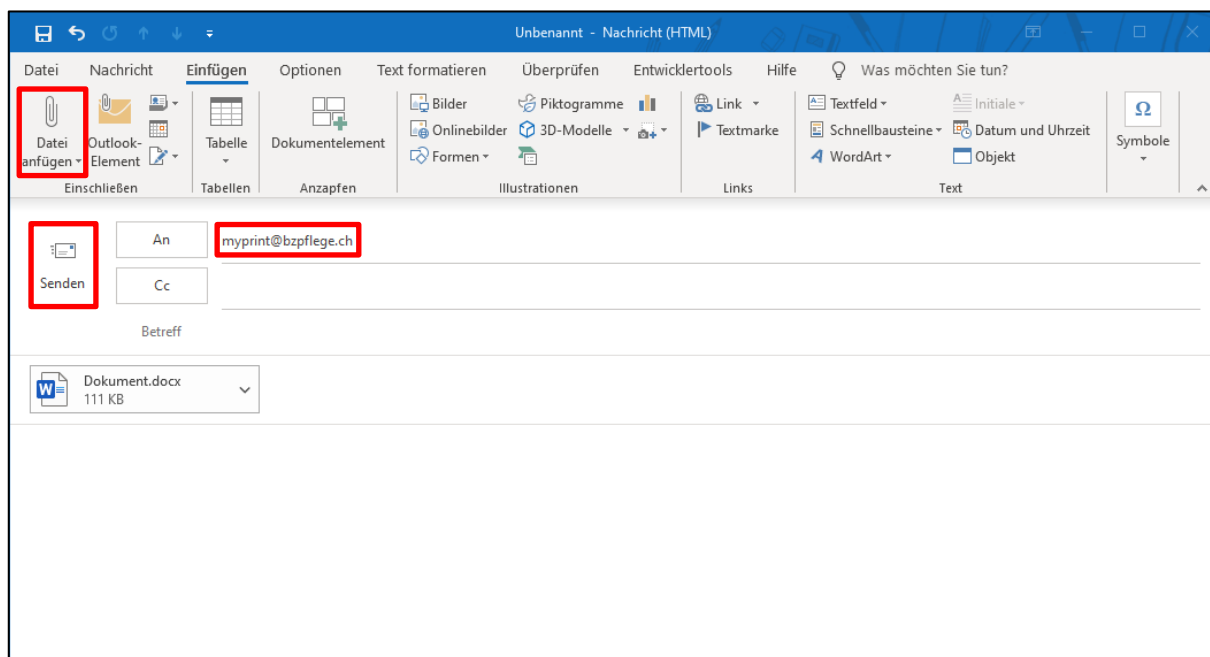 Unbenannt - Nachricht (HTML)
Datei Nachricht Einfügen Optionen Text formatieren Überprüfen Entwicklertools Hilfe Was möchten Sie tun?
Datei anfügen
Outlook-Element
Tabelle
Dokumentelement
Bilder
Onlinebilder
Formen
Piktogramme
3D-Modelle
Link
Textmarke
Textfeld
Schnellbausteine
WordArt
Initiale
Datum und Uhrzeit
Objekt
Ω
Symbole
Einschließen Tabellen Anzapfen Illustrationen Links Text
Senden
An myprint@bzpflege.ch
Cc
Betreff
Dokument.docx
111 KB